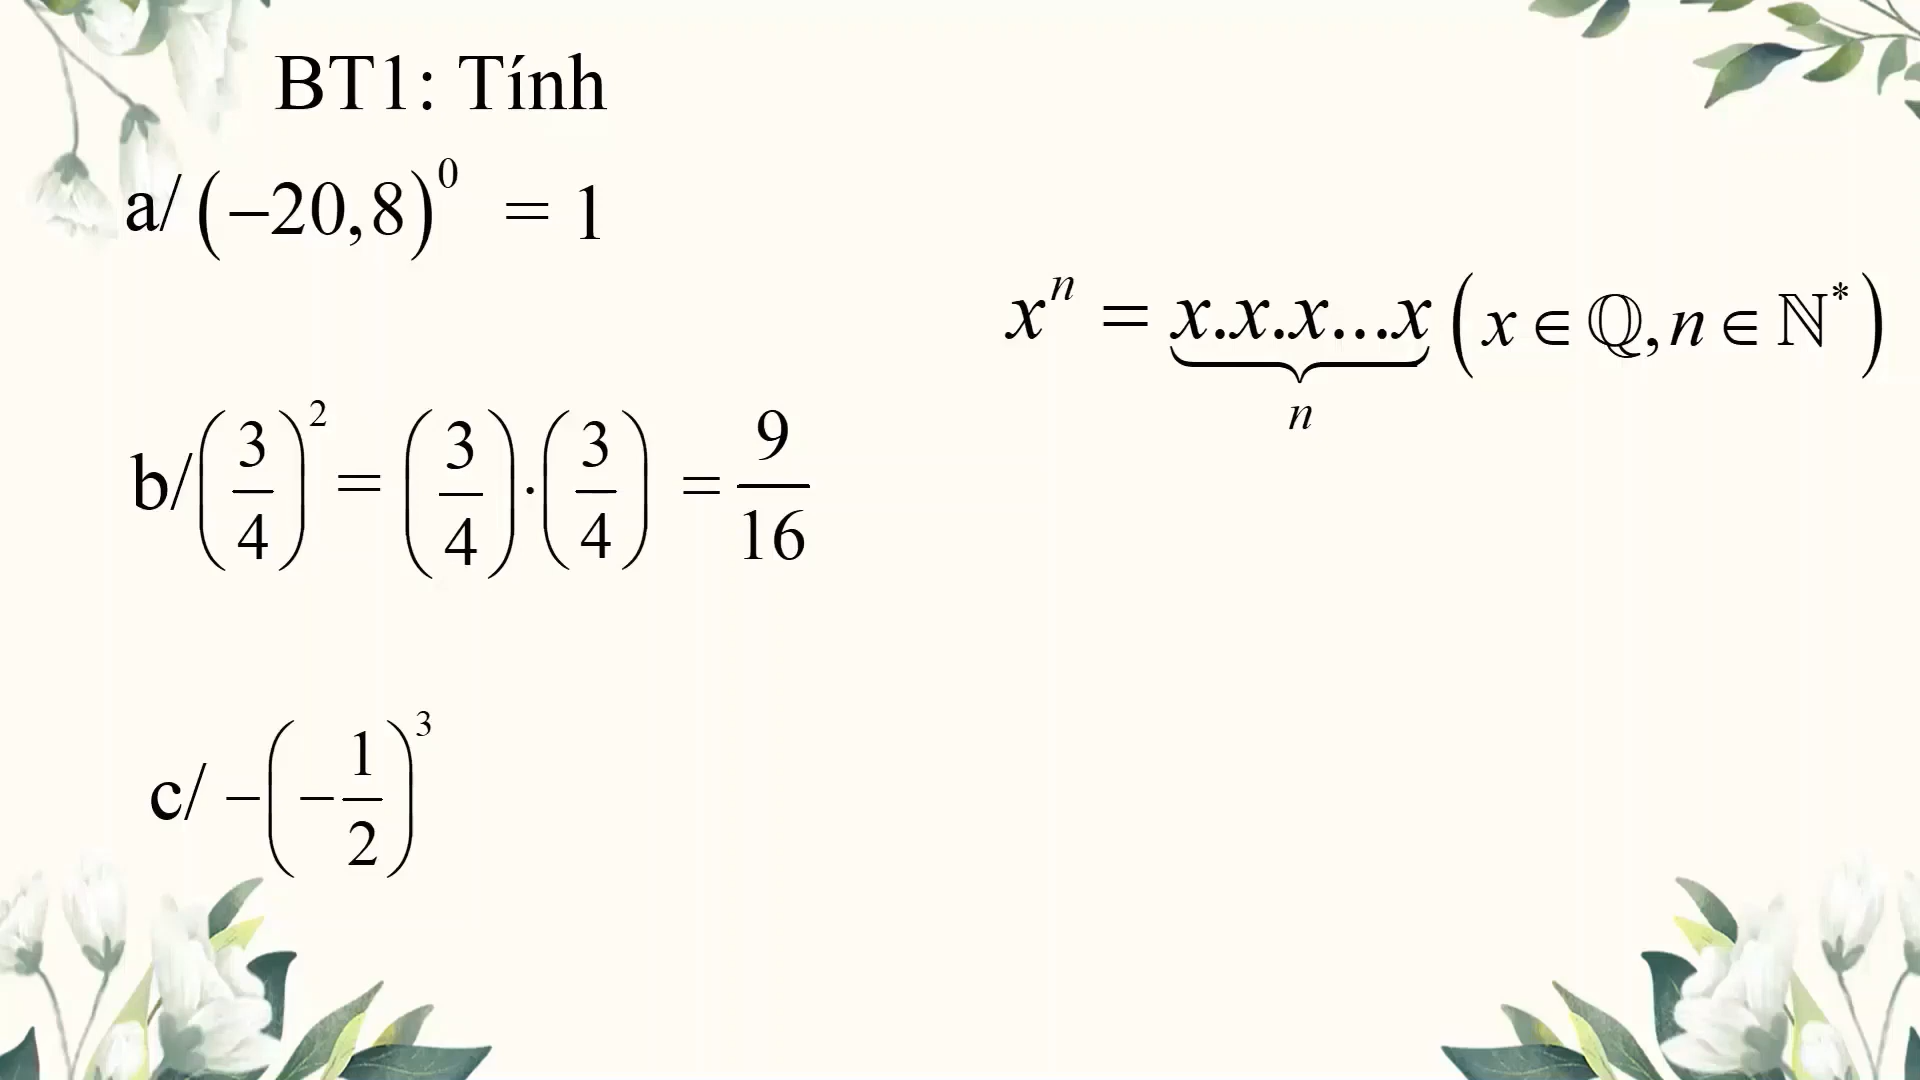 BT1: Tính
a/ (−20,8)⁰ = 1
xⁿ = x.x.x...x (x ∈ ℚ, n ∈ ℕ*)
n
b/ (3/4)² = (3/4).(3/4) = 9/16
c/ −(−1/2)³